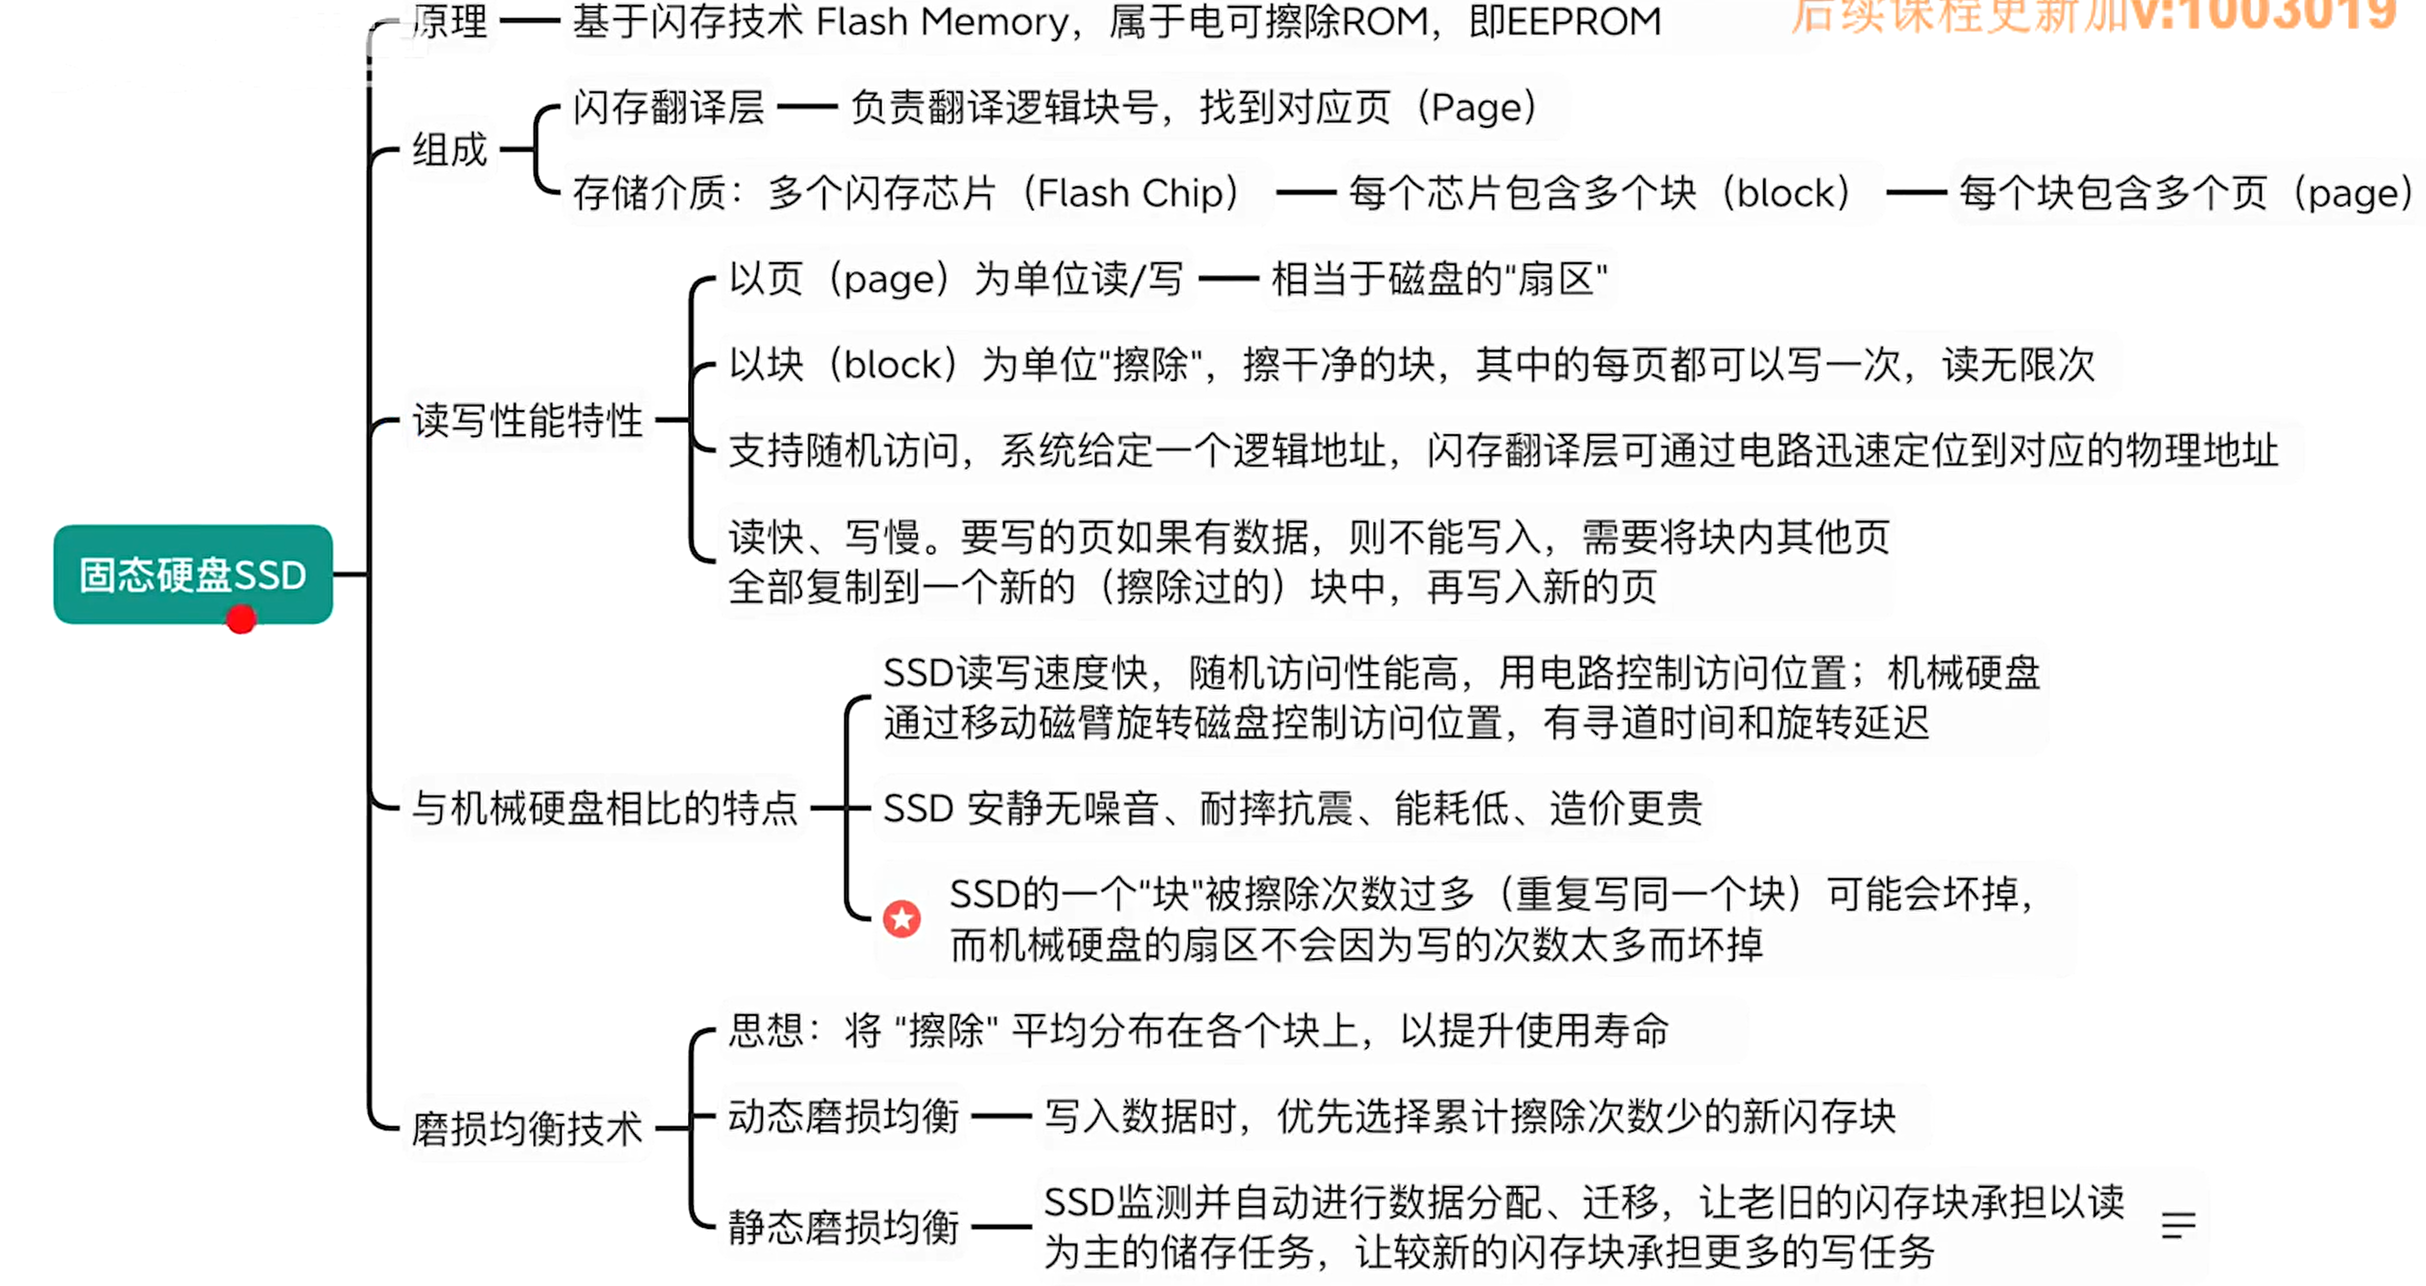 原理
基于闪存技术 Flash Memory，属于电可擦除ROM，即EEPROM
后续课程更新加v:1003019
组成
闪存翻译层
负责翻译逻辑块号，找到对应页（Page）
存储介质：多个闪存芯片（Flash Chip）
每个芯片包含多个块（block）
每个块包含多个页（page）
读写性能特性
以页（page）为单位读/写
相当于磁盘的"扇区"
以块（block）为单位"擦除"，擦干净的块，其中的每页都可以写一次，读无限次
支持随机访问，系统给定一个逻辑地址，闪存翻译层可通过电路迅速定位到对应的物理地址
读快、写慢。要写的页如果有数据，则不能写入，需要将块内其他页
全部复制到一个新的（擦除过的）块中，再写入新的页
固态硬盘SSD
与机械硬盘相比的特点
SSD读写速度快，随机访问性能高，用电路控制访问位置；机械硬盘
通过移动磁臂旋转磁盘控制访问位置，有寻道时间和旋转延迟
SSD 安静无噪音、耐摔抗震、能耗低、造价更贵
SSD的一个"块"被擦除次数过多（重复写同一个块）可能会坏掉，
而机械硬盘的扇区不会因为写的次数太多而坏掉
磨损均衡技术
思想：将 "擦除" 平均分布在各个块上，以提升使用寿命
动态磨损均衡
写入数据时，优先选择累计擦除次数少的新闪存块
静态磨损均衡
SSD监测并自动进行数据分配、迁移，让老旧的闪存块承担以读
为主的储存任务，让较新的闪存块承担更多的写任务